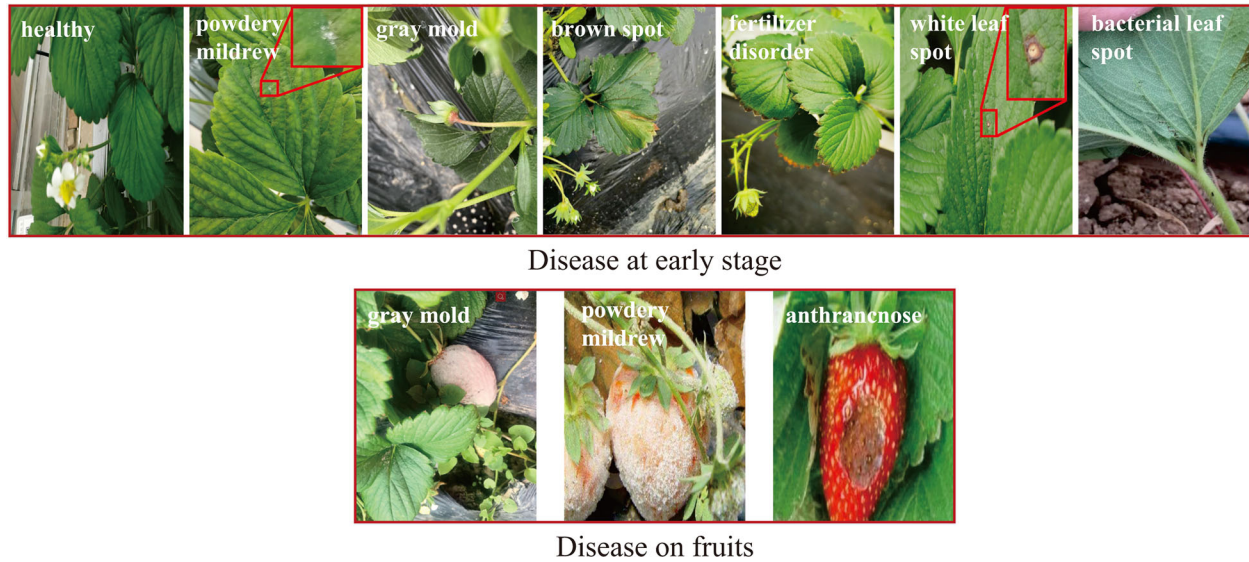 healthy
powdery
mildrew
gray mold
brown spot
fertilizer
disorder
white leaf
spot
bacterial leaf
spot
Disease at early stage
gray mold
powdery
mildrew
anthrancnose
Disease on fruits